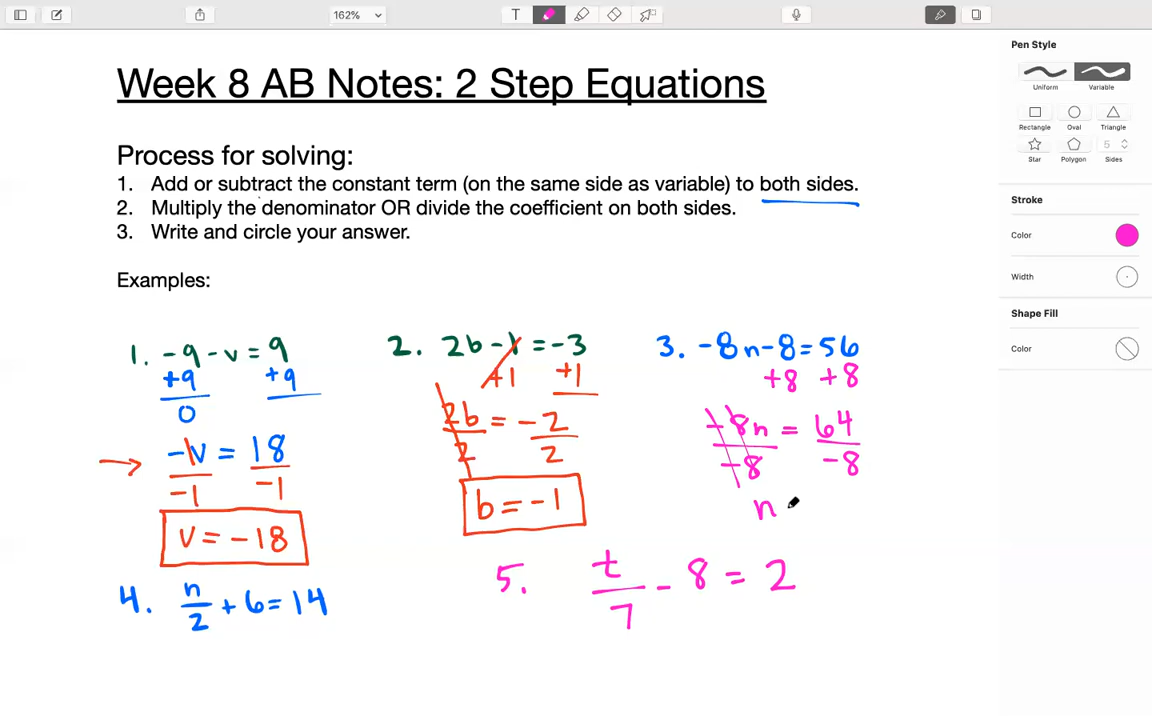 162%
T
Pen Style
Uniform
Variable
Rectangle
Oval
Triangle
Star
Polygon
5
Sides
Stroke
Color
Width
Shape Fill
Color
Week 8 AB Notes: 2 Step Equations
Process for solving:
1. Add or subtract the constant term (on the same side as variable) to both sides.
2. Multiply the denominator OR divide the coefficient on both sides.
3. Write and circle your answer.
Examples:
1. -9 - v = 9
+9 +9
0
-1v = 18
-1 -1
v = -18
2. 2b - 1 = -3
+1 +1
2b = -2
2 2
b = -1
3. -8n - 8 = 56
+8 +8
-8n = 64
-8 -8
n
4. n/2 + 6 = 14
5. t/7 - 8 = 2